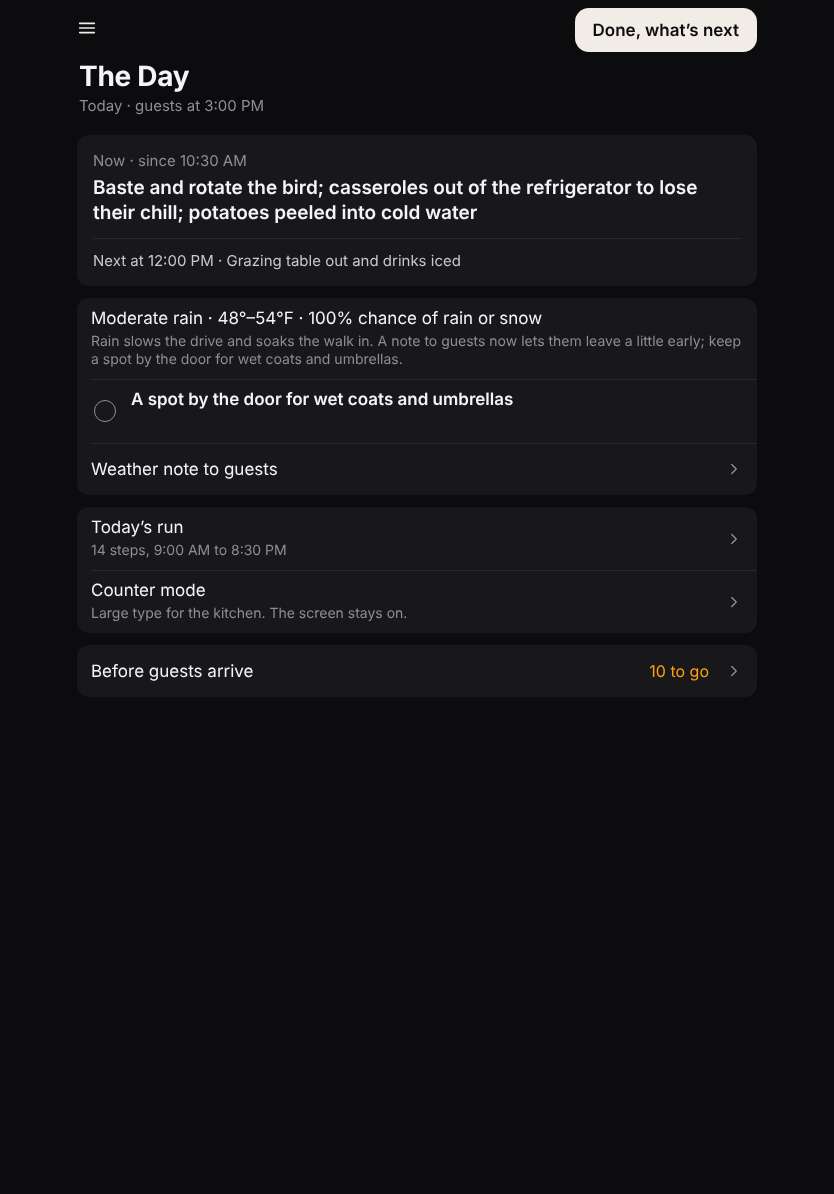 Done, what’s next
The Day
Today · guests at 3:00 PM
Now · since 10:30 AM
Baste and rotate the bird; casseroles out of the refrigerator to lose
their chill; potatoes peeled into cold water
Next at 12:00 PM · Grazing table out and drinks iced
Moderate rain · 48°–54°F · 100% chance of rain or snow
Rain slows the drive and soaks the walk in. A note to guests now lets them leave a little early; keep
a spot by the door for wet coats and umbrellas.
A spot by the door for wet coats and umbrellas
Weather note to guests
Today’s run
14 steps, 9:00 AM to 8:30 PM
Counter mode
Large type for the kitchen. The screen stays on.
Before guests arrive
10 to go